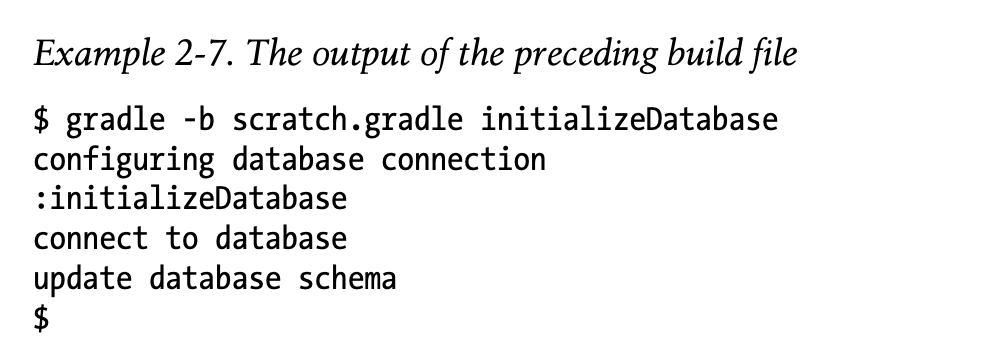 Example 2-7. The output of the preceding build file
$ gradle -b scratch.gradle initializeDatabase
configuring database connection
:initializeDatabase
connect to database
update database schema
$